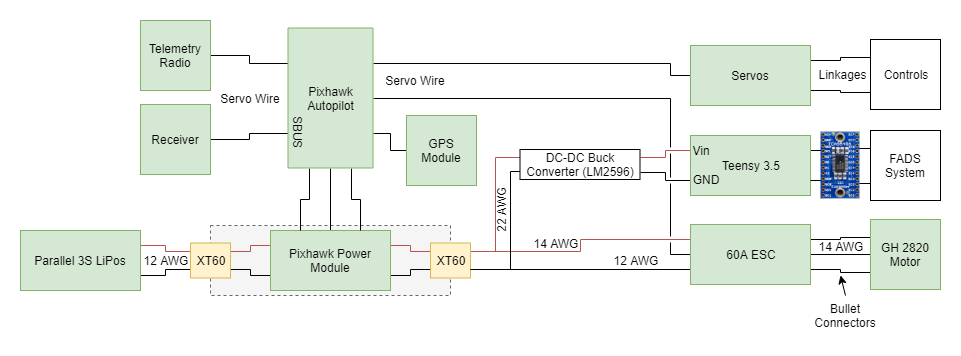 Telemetry
Radio
Servo Wire
Receiver
Pixhawk
Autopilot
SBUS
Servo Wire
GPS
Module
Servos
Linkages
Controls
DC-DC Buck
Converter (LM2596)
Vin
Teensy 3.5
GND
FADS
System
22 AWG
Parallel 3S LiPos
12 AWG
XT60
Pixhawk Power
Module
XT60
14 AWG
12 AWG
60A ESC
14 AWG
GH 2820
Motor
Bullet
Connectors